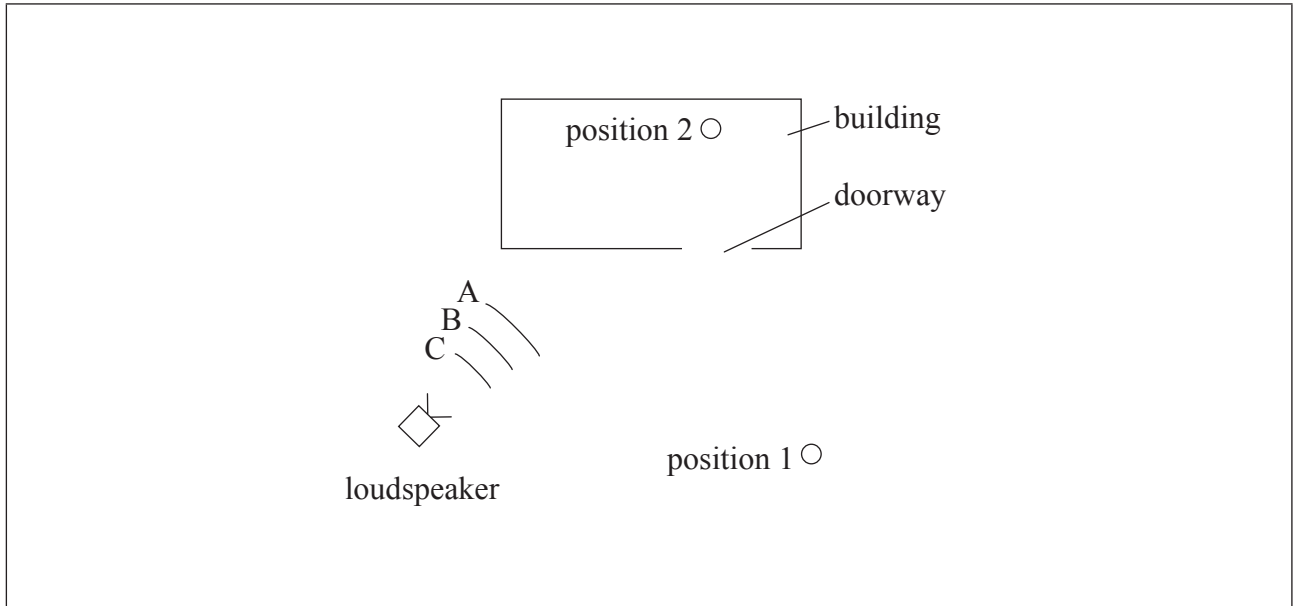 building
position 2
doorway
A
B
C
position 1
loudspeaker